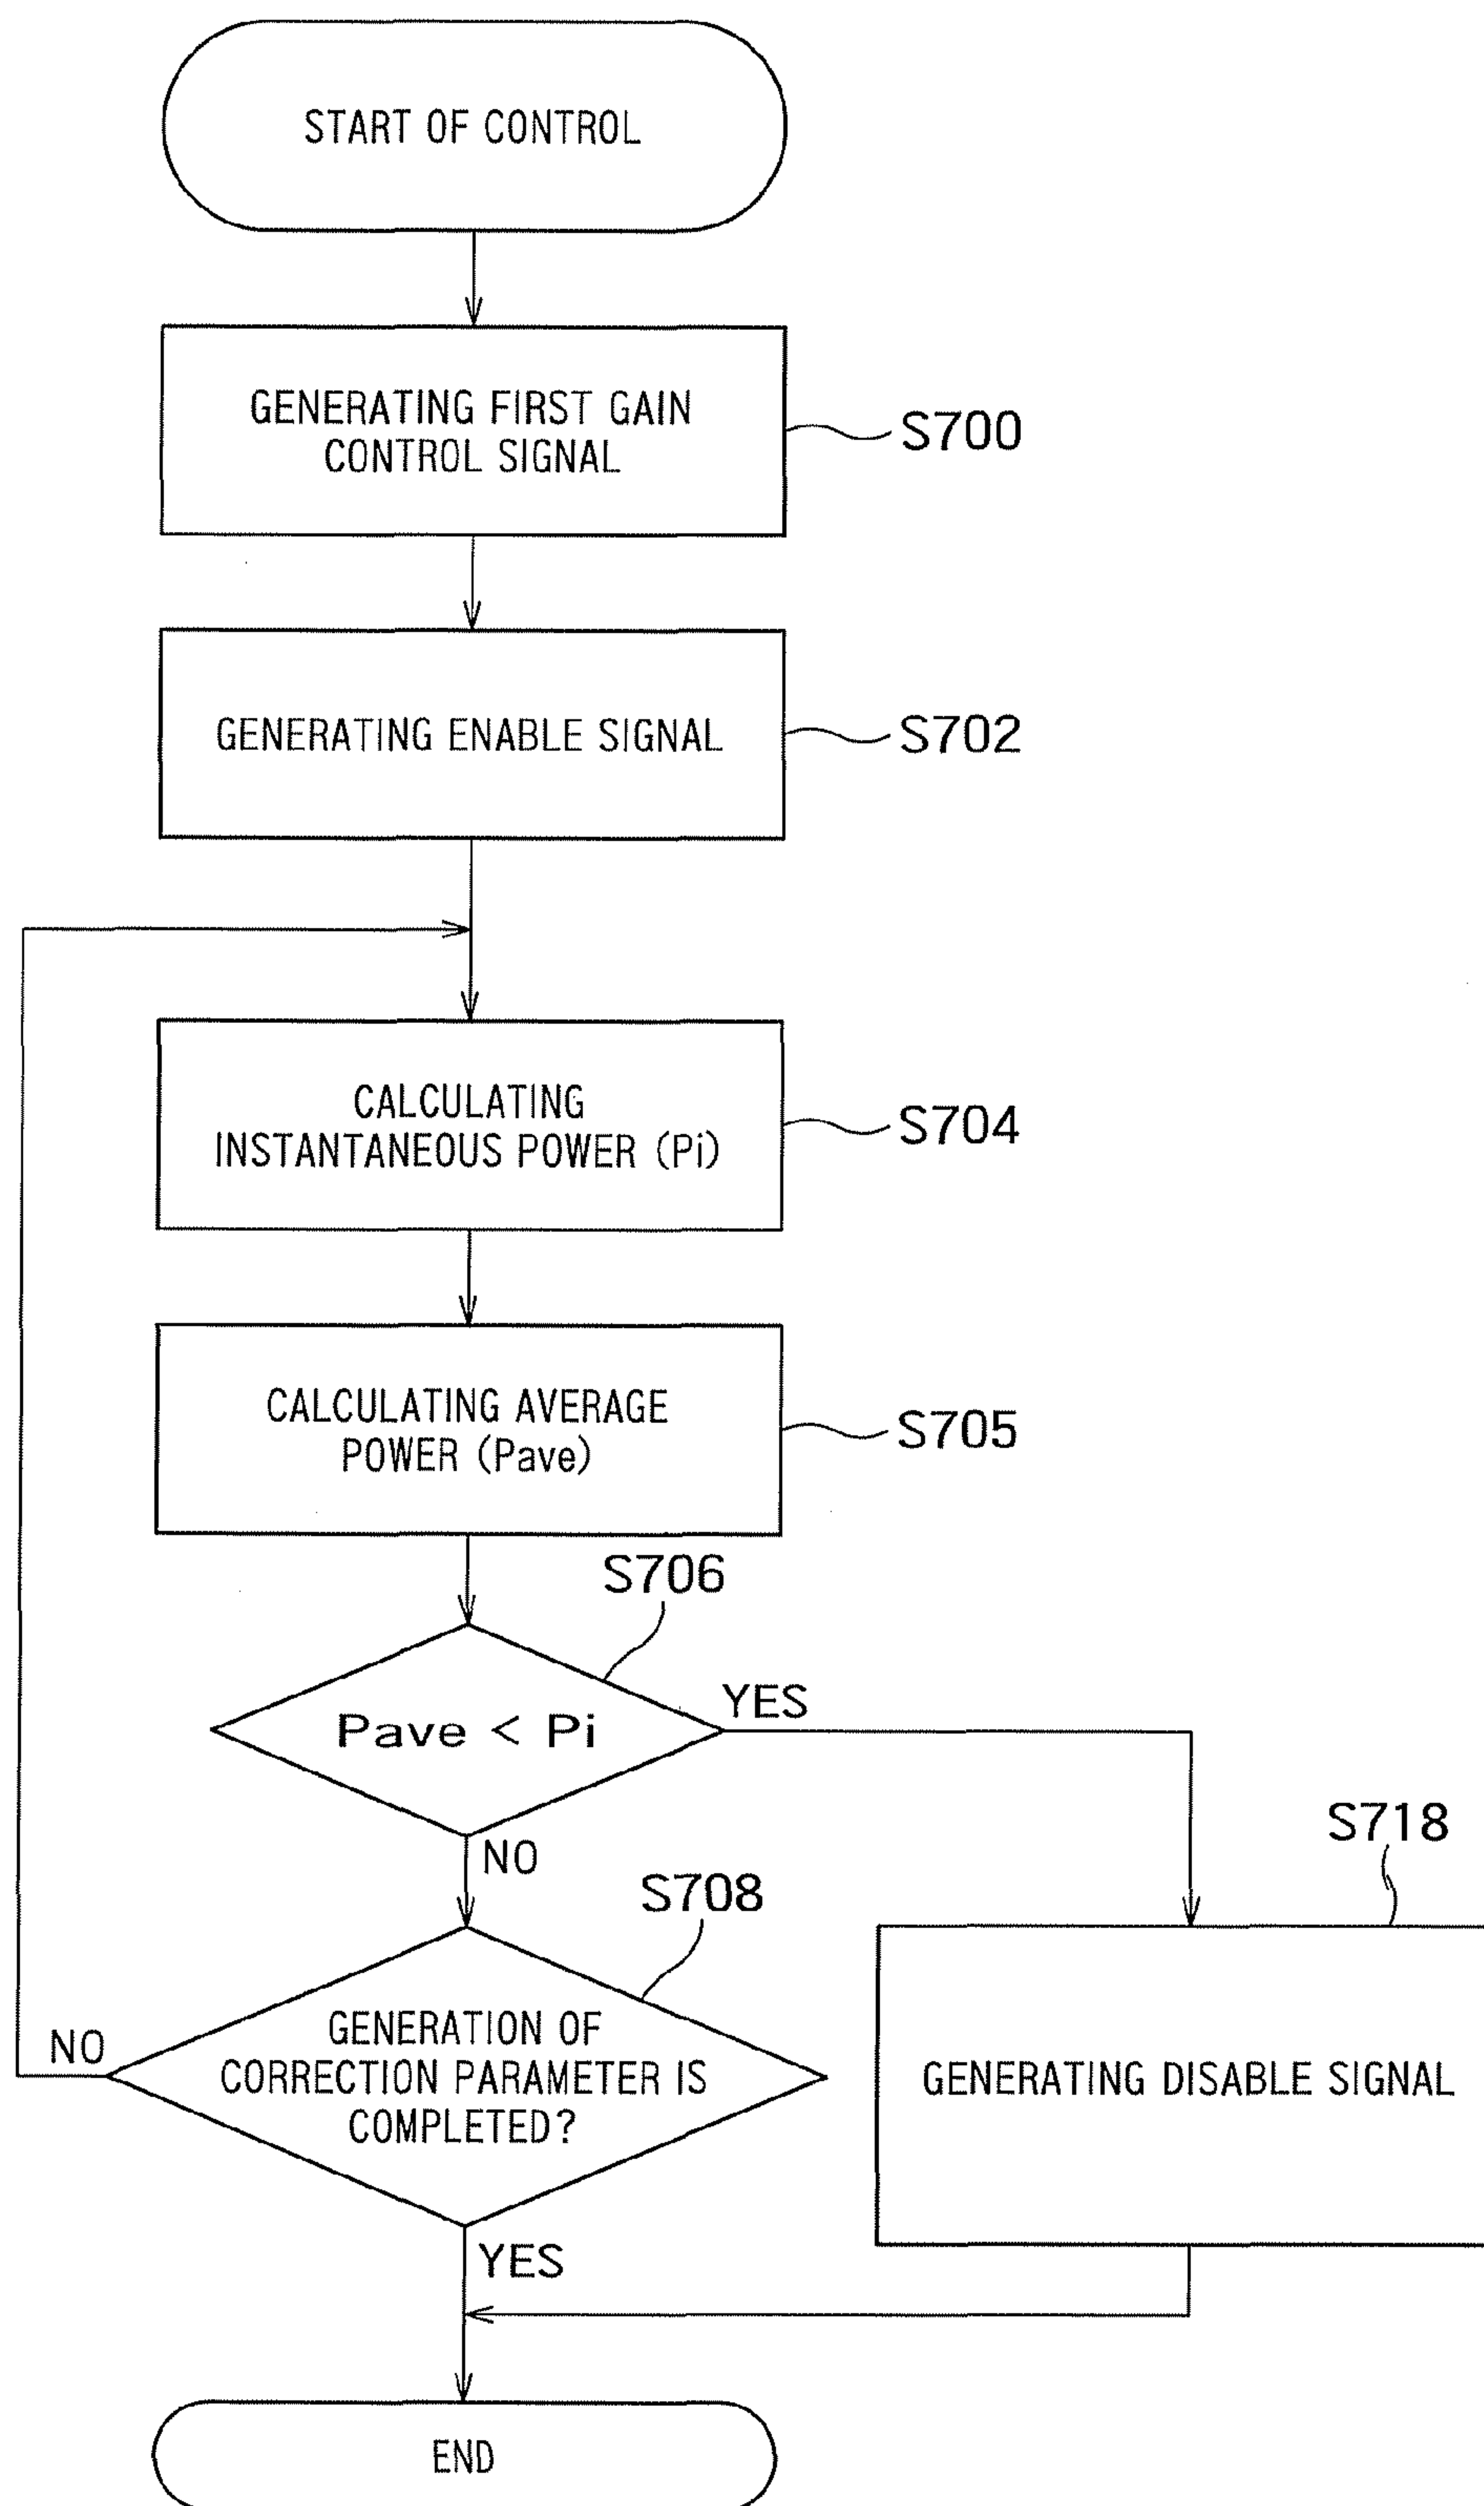 START OF CONTROL
GENERATING FIRST GAIN
CONTROL SIGNAL
S700
GENERATING ENABLE SIGNAL
S702
CALCULATING
INSTANTANEOUS POWER (Pi)
S704
CALCULATING AVERAGE
POWER (Pave)
S705
S706
Pave < Pi
YES
NO
S718
S708
GENERATION OF
CORRECTION PARAMETER IS
COMPLETED?
NO
GENERATING DISABLE SIGNAL
YES
END